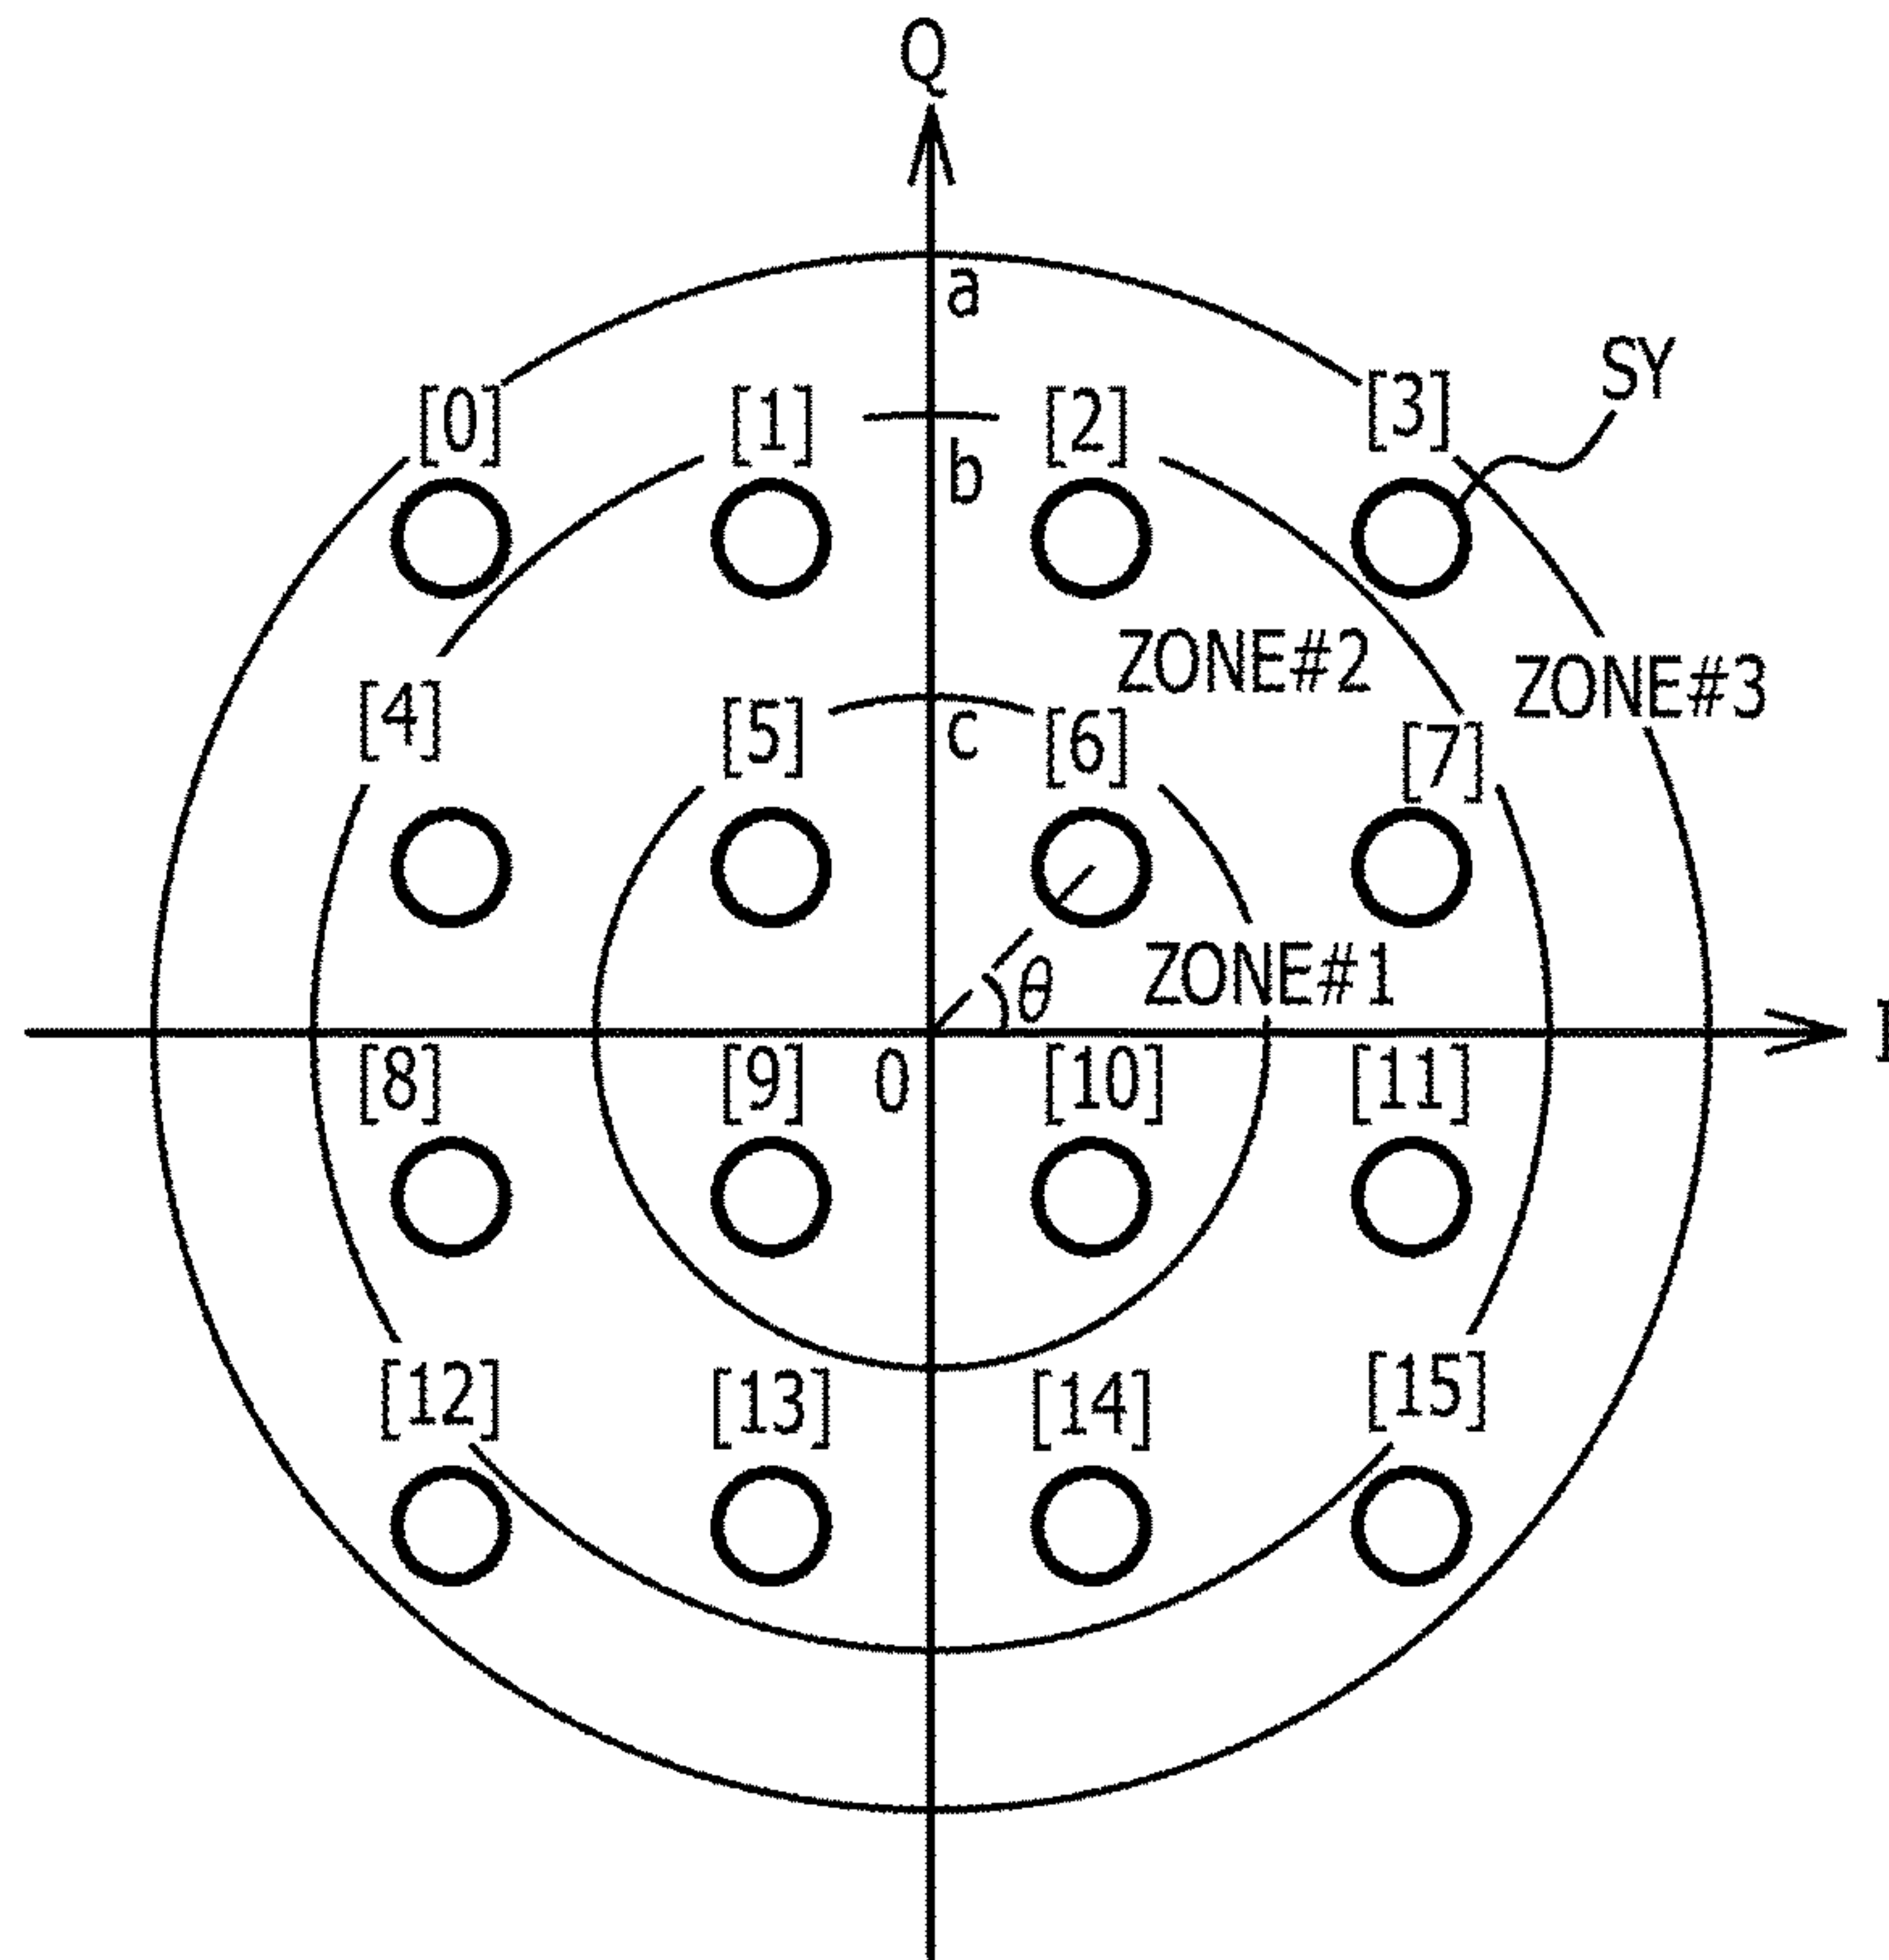 Q
a
SY
[0] [1] [2] [3]
b
ZONE#2 ZONE#3
[4] [5] c [6] [7]
θ ZONE#1
I
[8] [9] 0 [10] [11]
[12] [13] [14] [15]